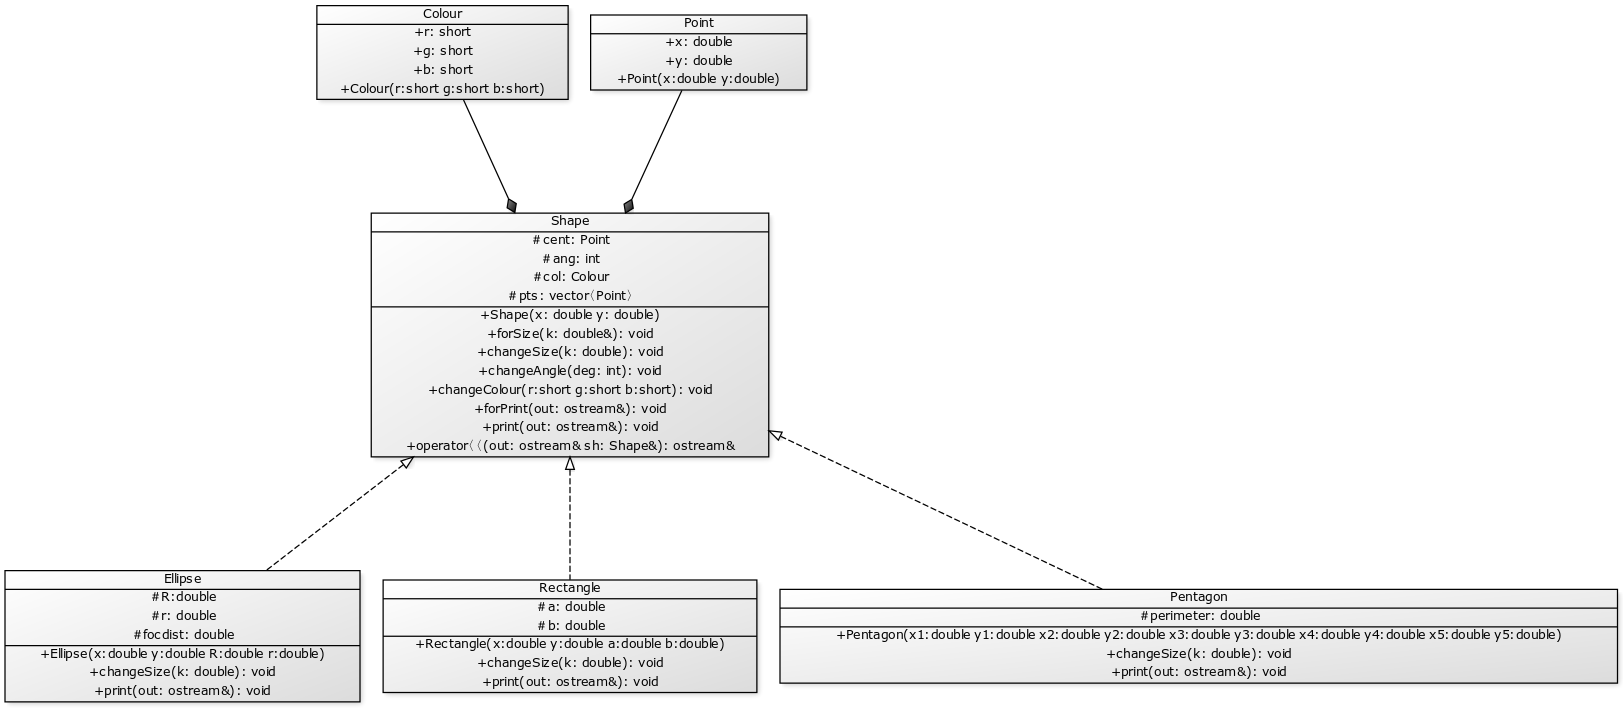 Colour
+r: short
+g: short
+b: short
+Colour(r:short g:short b:short)
Point
+x: double
+y: double
+Point(x:double y:double)
Shape
#cent: Point
#ang: int
#col: Colour
#pts: vector〈Point〉
+Shape(x: double y: double)
+forSize(k: double&): void
+changeSize(k: double): void
+changeAngle(deg: int): void
+changeColour(r:short g:short b:short): void
+forPrint(out: ostream&): void
+print(out: ostream&): void
+operator〈〈(out: ostream& sh: Shape&): ostream&
Ellipse
#R:double
#r: double
#focdist: double
+Ellipse(x:double y:double R:double r:double)
+changeSize(k: double): void
+print(out: ostream&): void
Rectangle
#a: double
#b: double
+Rectangle(x:double y:double a:double b:double)
+changeSize(k: double): void
+print(out: ostream&): void
Pentagon
#perimeter: double
+Pentagon(x1:double y1:double x2:double y2:double x3:double y3:double x4:double y4:double x5:double y5:double)
+changeSize(k: double): void
+print(out: ostream&): void